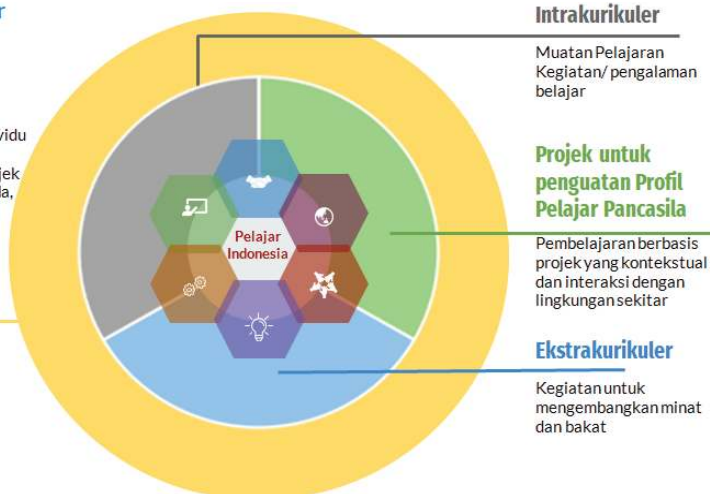 Intrakurikuler
Muatan Pelajaran
Kegiatan/ pengalaman
belajar
Projek untuk
penguatan Profil
Pelajar Pancasila
Pembelajaran berbasis
projek yang kontekstual
dan interaksi dengan
lingkungan sekitar
Ekstrakurikuler
Kegiatan untuk
mengembangkan minat
dan bakat
Pelajar
Indonesia